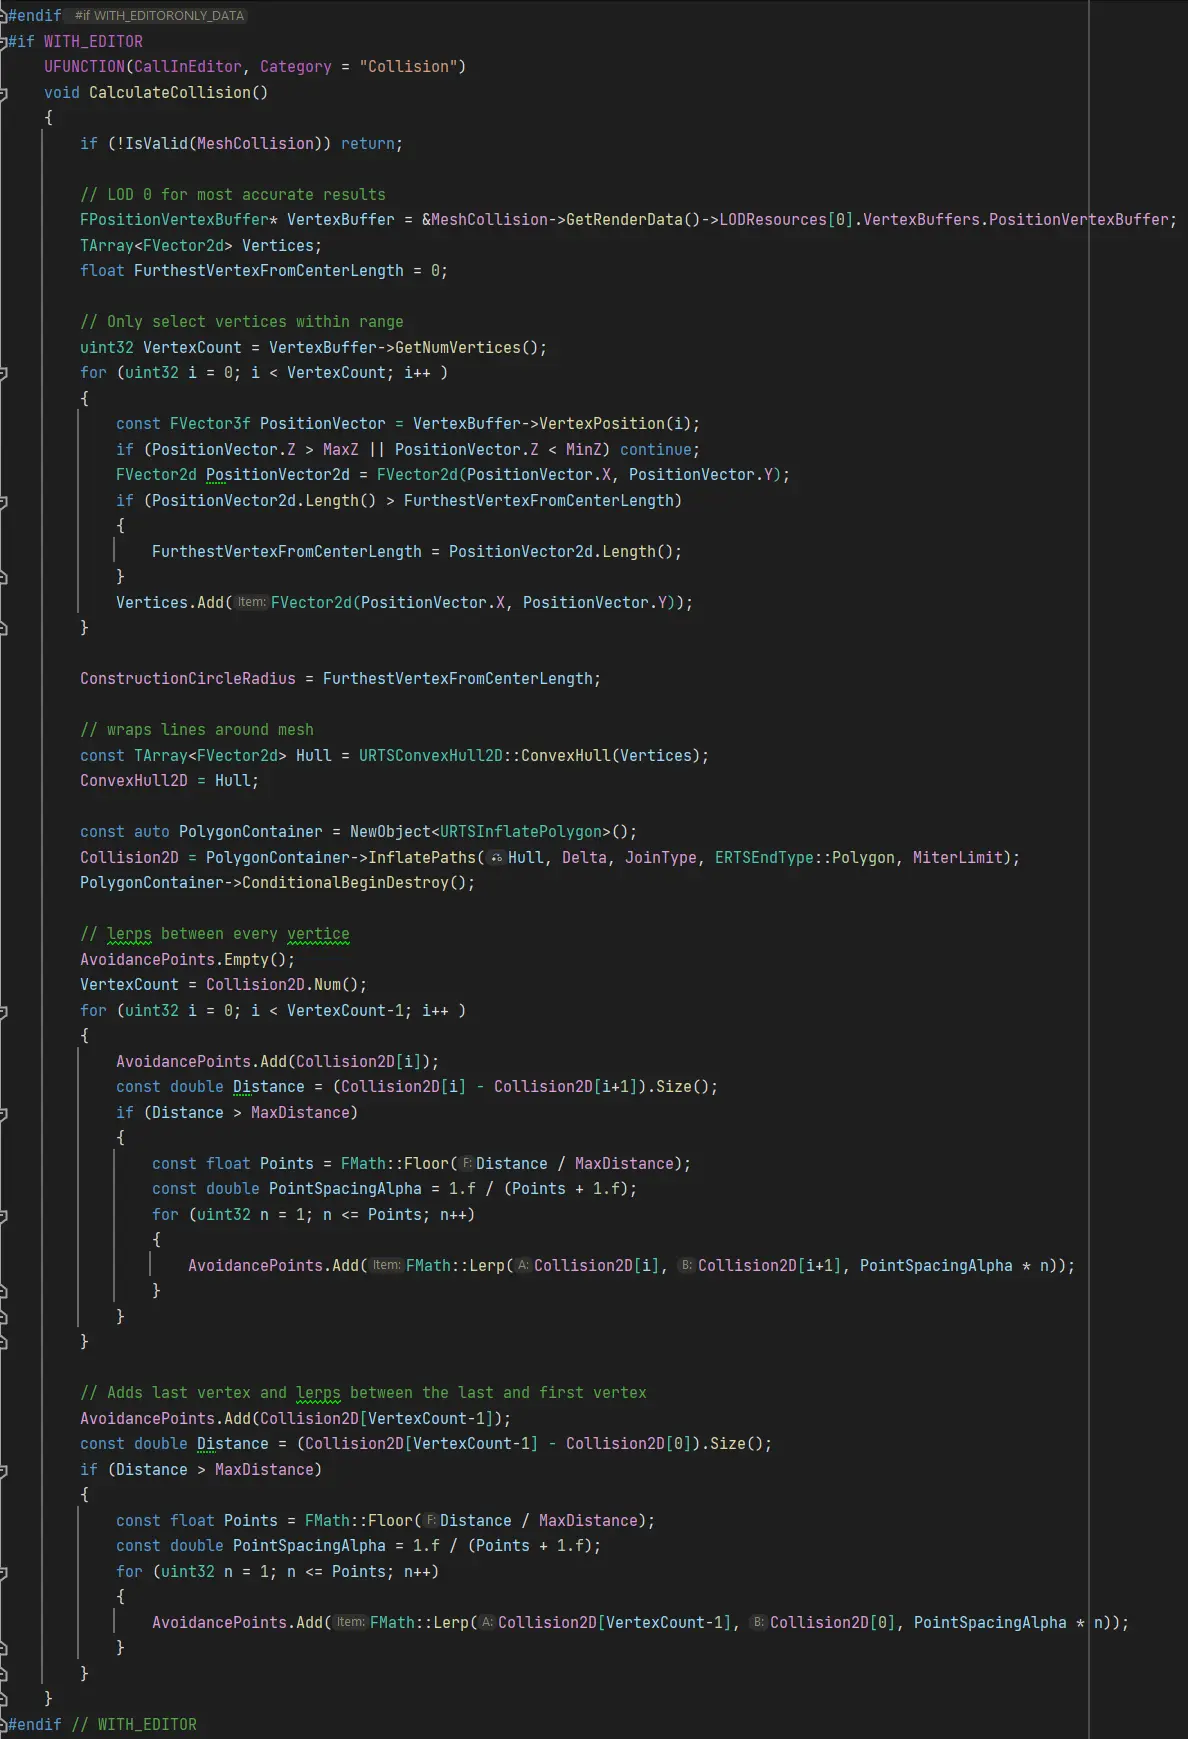 #endif #if WITH_EDITORONLY_DATA
#if WITH_EDITOR
UFUNCTION(CallInEditor, Category = "Collision")
void CalculateCollision()
{
if (!IsValid(MeshCollision)) return;
// LOD 0 for most accurate results
FPositionVertexBuffer* VertexBuffer = &MeshCollision->GetRenderData()->LODResources[0].VertexBuffers.PositionVertexBuffer;
TArray<FVector2d> Vertices;
float FurthestVertexFromCenterLength = 0;
// Only select vertices within range
uint32 VertexCount = VertexBuffer->GetNumVertices();
for (uint32 i = 0; i < VertexCount; i++ )
{
const FVector3f PositionVector = VertexBuffer->VertexPosition(i);
if (PositionVector.Z > MaxZ || PositionVector.Z < MinZ) continue;
FVector2d PositionVector2d = FVector2d(PositionVector.X, PositionVector.Y);
if (PositionVector2d.Length() > FurthestVertexFromCenterLength)
{
FurthestVertexFromCenterLength = PositionVector2d.Length();
}
Vertices.Add( Item: FVector2d(PositionVector.X, PositionVector.Y));
}
ConstructionCircleRadius = FurthestVertexFromCenterLength;
// wraps lines around mesh
const TArray<FVector2d> Hull = URTSConvexHull2D::ConvexHull(Vertices);
ConvexHull2D = Hull;
const auto PolygonContainer = NewObject<URTSInflatePolygon>();
Collision2D = PolygonContainer->InflatePaths( Hull, Delta, JoinType, ERTSEndType::Polygon, MiterLimit);
PolygonContainer->ConditionalBeginDestroy();
// lerps between every vertice
AvoidancePoints.Empty();
VertexCount = Collision2D.Num();
for (uint32 i = 0; i < VertexCount-1; i++ )
{
AvoidancePoints.Add(Collision2D[i]);
const double Distance = (Collision2D[i] - Collision2D[i+1]).Size();
if (Distance > MaxDistance)
{
const float Points = FMath::Floor( F: Distance / MaxDistance);
const double PointSpacingAlpha = 1.f / (Points + 1.f);
for (uint32 n = 1; n <= Points; n++)
{
AvoidancePoints.Add( Item: FMath::Lerp( A: Collision2D[i], B: Collision2D[i+1], PointSpacingAlpha * n));
}
}
}
// Adds last vertex and lerps between the last and first vertex
AvoidancePoints.Add(Collision2D[VertexCount-1]);
const double Distance = (Collision2D[VertexCount-1] - Collision2D[0]).Size();
if (Distance > MaxDistance)
{
const float Points = FMath::Floor( F: Distance / MaxDistance);
const double PointSpacingAlpha = 1.f / (Points + 1.f);
for (uint32 n = 1; n <= Points; n++)
{
AvoidancePoints.Add( Item: FMath::Lerp( A: Collision2D[VertexCount-1], B: Collision2D[0], PointSpacingAlpha * n));
}
}
}
#endif // WITH_EDITOR